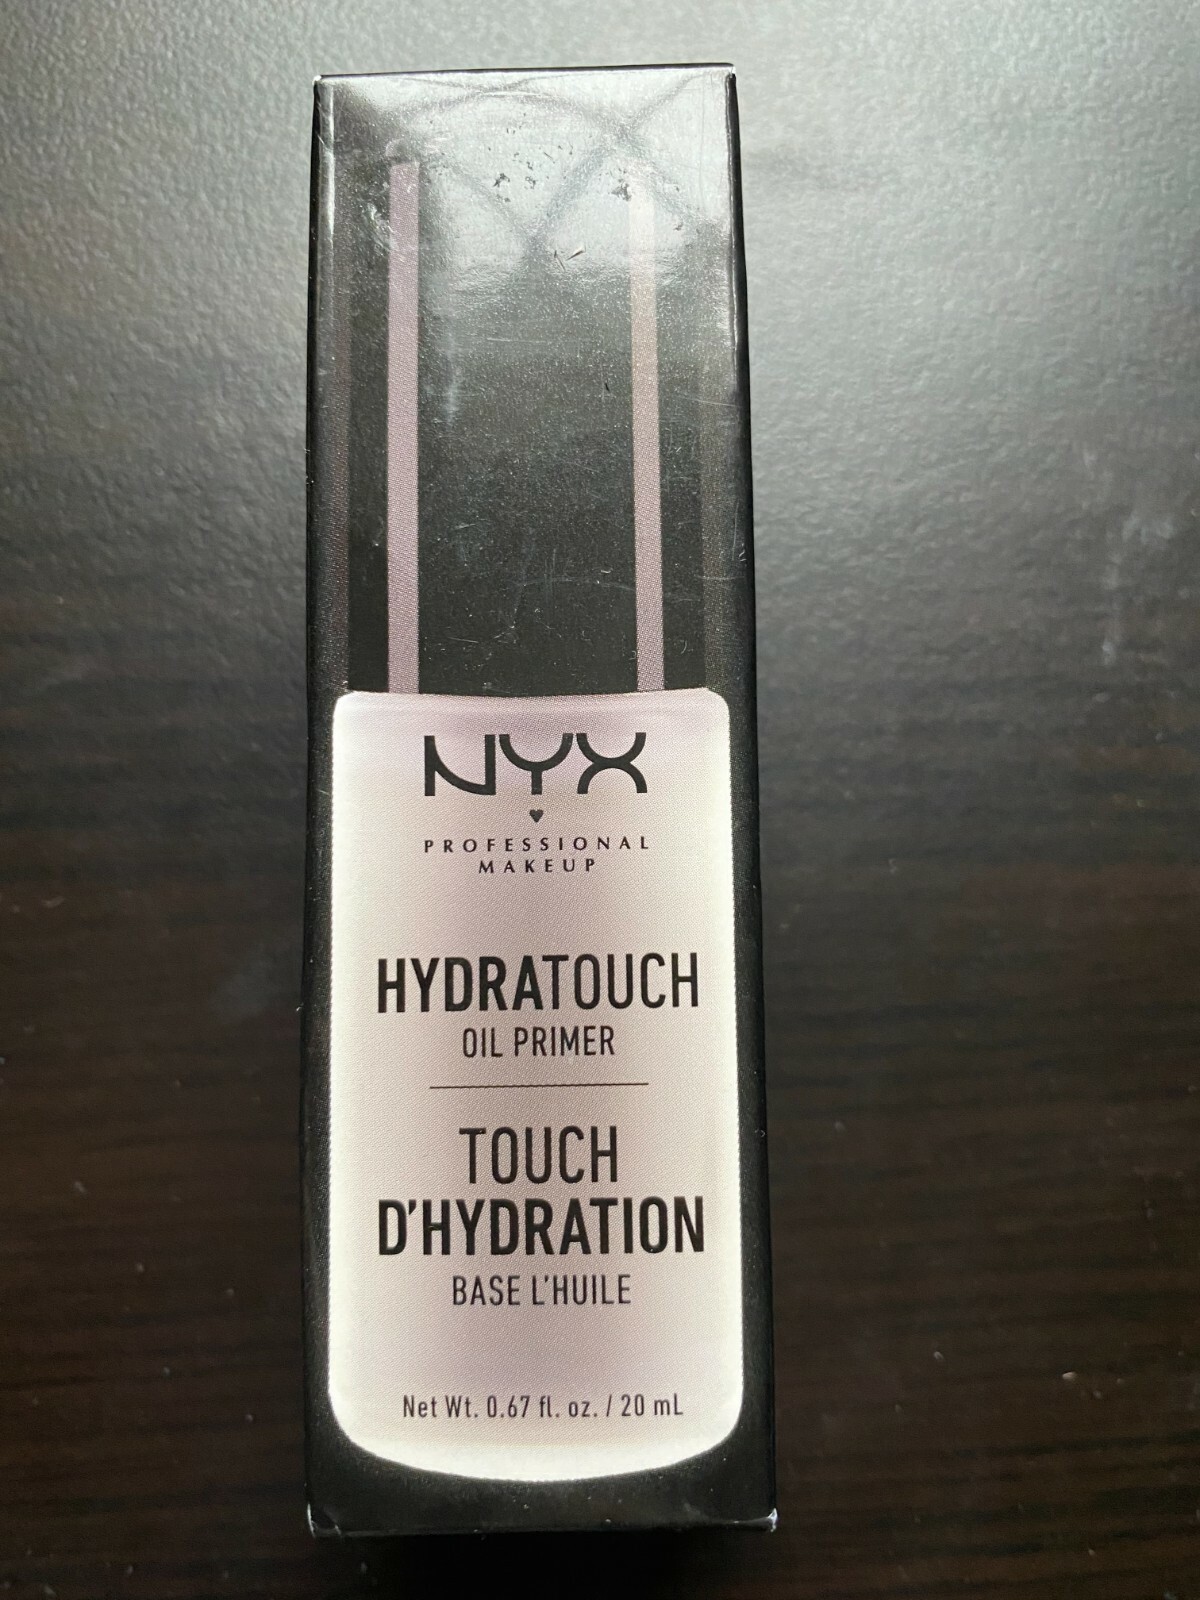 NYX
PROFESSIONAL
MAKEUP
HYDRATOUCH
OIL PRIMER
TOUCH
D'HYDRATION
BASE L'HUILE
Net Wt. 0.67 fl. oz. / 20 mL